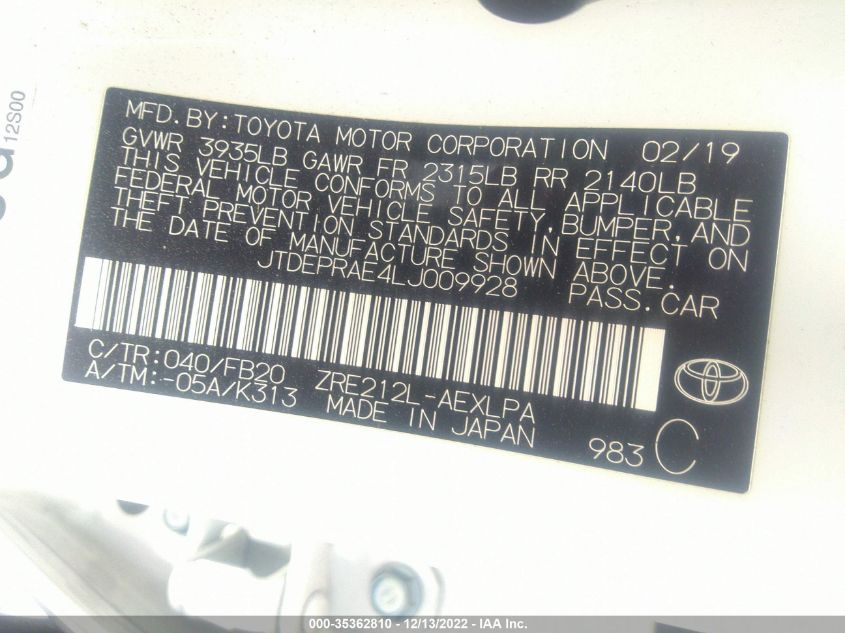 12S00
MFD.BY:TOYOTA MOTOR CORPORATION 02/19
GVWR 3935LB GAWR FR 2315LB RR 2140LB
THIS VEHICLE CONFORMS TO ALL APPLICABLE
FEDERAL MOTOR VEHICLE SAFETY,BUMPER,AND
THEFT PREVENTION STANDARDS IN EFFECT ON
THE DATE OF MANUFACTURE SHOWN ABOVE.
JTDEPRAE4LJ009928 PASS.CAR
C/TR:040/FB20 ZRE212L-AEXLPA
A/TM:-05A/K313 MADE IN JAPAN
983 C
000-35362810 - 12/13/2022 - IAA Inc.